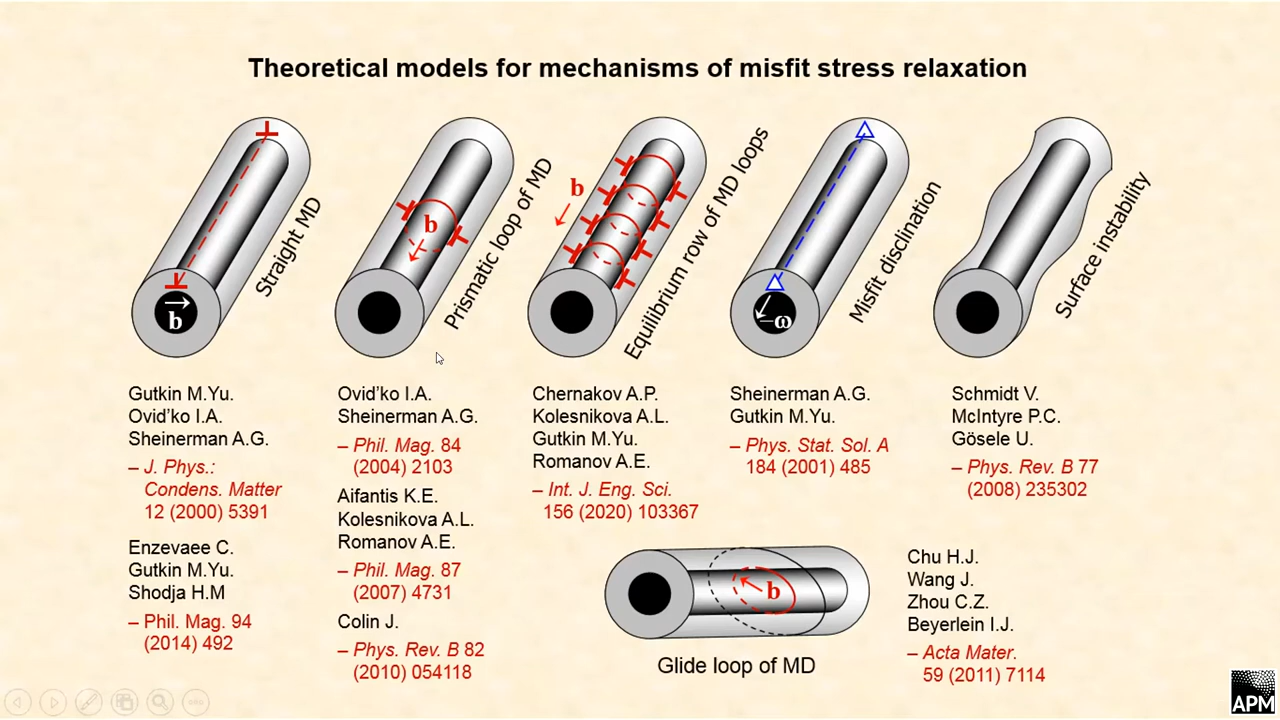 Theoretical models for mechanisms of misfit stress relaxation
b
Straight MD
b
Prismatic loop of MD
b
Equilibrium row of MD loops
–ω
Misfit disclination
Surface instability
Gutkin M.Yu.
Ovid’ko I.A.
Sheinerman A.G.
– J. Phys.:
Condens. Matter
12 (2000) 5391
Enzevaee C.
Gutkin M.Yu.
Shodja H.M
– Phil. Mag. 94
(2014) 492
Ovid’ko I.A.
Sheinerman A.G.
– Phil. Mag. 84
(2004) 2103
Aifantis K.E.
Kolesnikova A.L.
Romanov A.E.
– Phil. Mag. 87
(2007) 4731
Colin J.
– Phys. Rev. B 82
(2010) 054118
Chernakov A.P.
Kolesnikova A.L.
Gutkin M.Yu.
Romanov A.E.
– Int. J. Eng. Sci.
156 (2020) 103367
Sheinerman A.G.
Gutkin M.Yu.
– Phys. Stat. Sol. A
184 (2001) 485
Schmidt V.
McIntyre P.C.
Gösele U.
– Phys. Rev. B 77
(2008) 235302
b
Glide loop of MD
Chu H.J.
Wang J.
Zhou C.Z.
Beyerlein I.J.
– Acta Mater.
59 (2011) 7114
APM